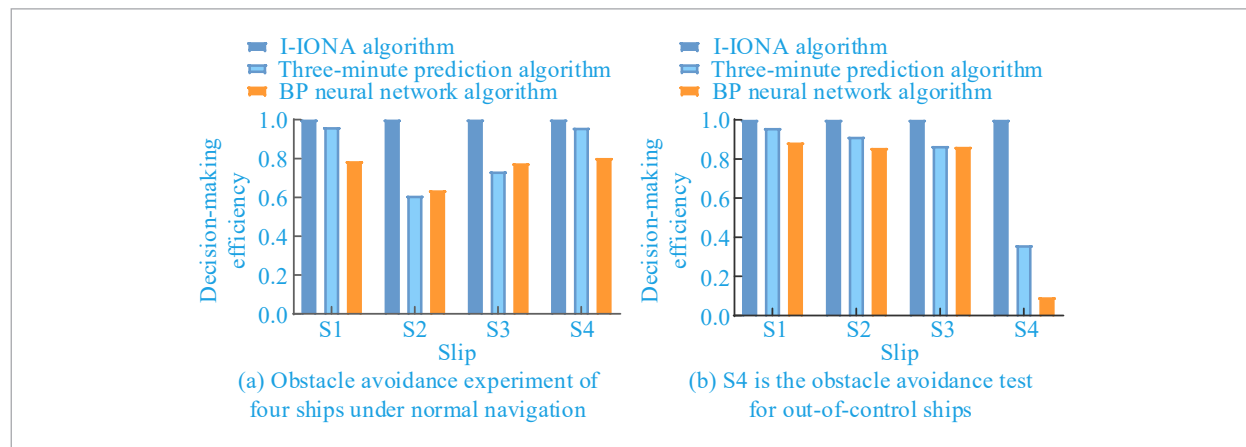 I-IONA algorithm
Three-minute prediction algorithm
BP neural network algorithm
Decision-making
efficiency
1.0
0.8
0.6
0.4
0.2
0.0
S1 S2 S3 S4
Slip
(a) Obstacle avoidance experiment of
four ships under normal navigation
I-IONA algorithm
Three-minute prediction algorithm
BP neural network algorithm
Decision-making
efficiency
1.0
0.8
0.6
0.4
0.2
0.0
S1 S2 S3 S4
Slip
(b) S4 is the obstacle avoidance test
for out-of-control ships